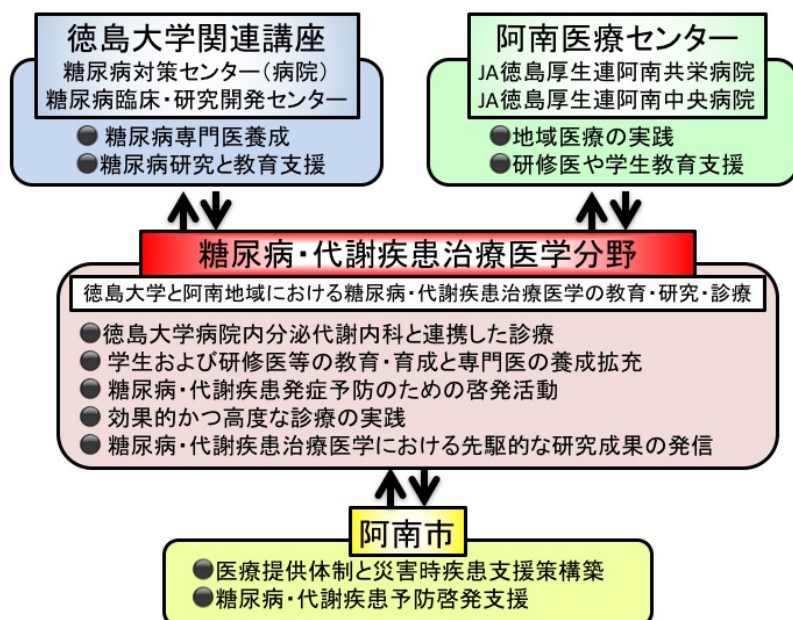 徳島大学関連講座
糖尿病対策センター(病院)
糖尿病臨床・研究開発センター
●糖尿病専門医養成
●糖尿病研究と教育支援
阿南医療センター
JA徳島厚生連阿南共栄病院
JA徳島厚生連阿南中央病院
●地域医療の実践
●研修医や学生教育支援
糖尿病・代謝疾患治療医学分野
徳島大学と阿南地域における糖尿病・代謝疾患治療医学の教育・研究・診療
●徳島大学病院内分泌代謝内科と連携した診療
●学生および研修医等の教育・育成と専門医の養成拡充
●糖尿病・代謝疾患発症予防のための啓発活動
●効果的かつ高度な診療の実践
●糖尿病・代謝疾患治療医学における先駆的な研究成果の発信
阿南市
●医療提供体制と災害時疾患支援策構築
●糖尿病・代謝疾患予防啓発支援